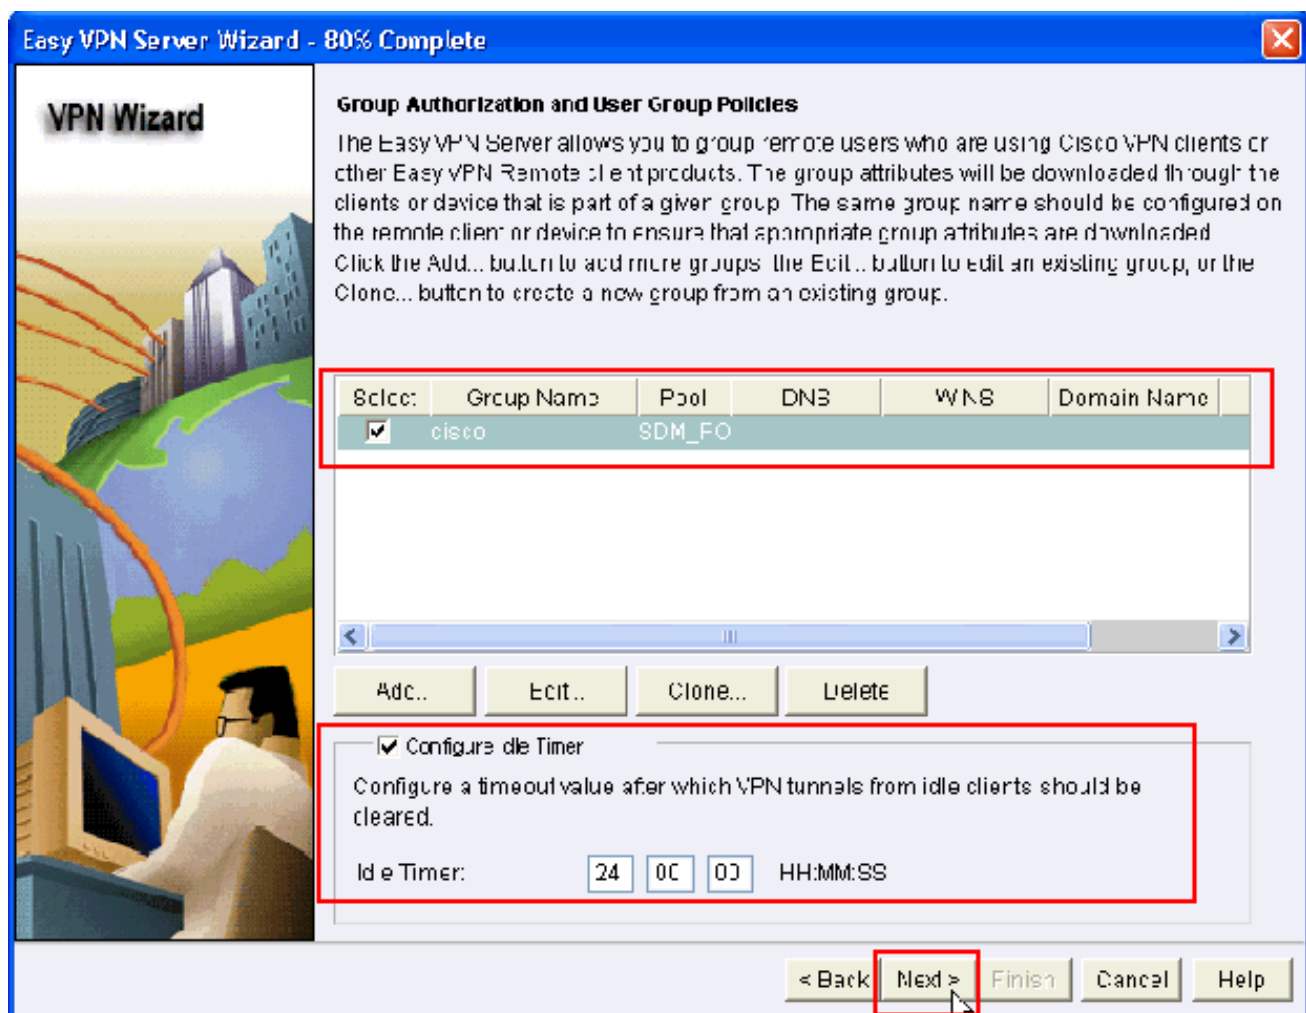 Easy VPN Server Wizard - 80% Complete
VPN Wizard
Group Authorization and User Group Policies
The Easy VPN Server allows you to group remote users who are using Cisco VPN clients or
other Easy VPN Remote client products. The group attributes will be downloaded through the
clients or device that is part of a given group. The same group name should be configured on
the remote client or device to ensure that appropriate group attributes are downloaded.
Click the Add... button to add more groups, the Edit... button to edit an existing group, or the
Clone... button to create a new group from an existing group.
Select Group Name Pool DNS WINS Domain Name
cisco SDM_PO
Add... Edit... Clone... Delete
Configure Idle Timer
Configure a timeout value after which VPN tunnels from idle clients should be
cleared.
Idle Timer: 24 00 00 HH:MM:SS
< Back Next > Finish Cancel Help